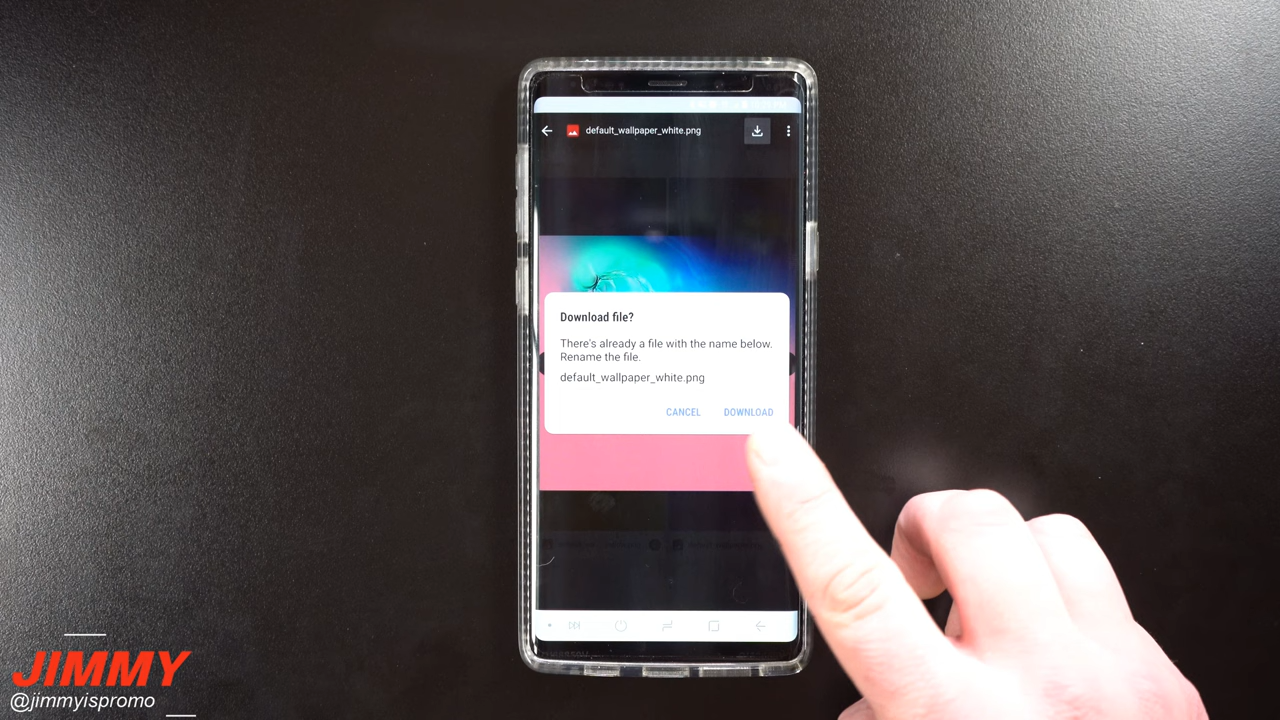 default_wallpaper_white.png
Download file?
There's already a file with the name below.
Rename the file.
default_wallpaper_white.png
CANCEL
DOWNLOAD
JIMMY
@jimmyispromo